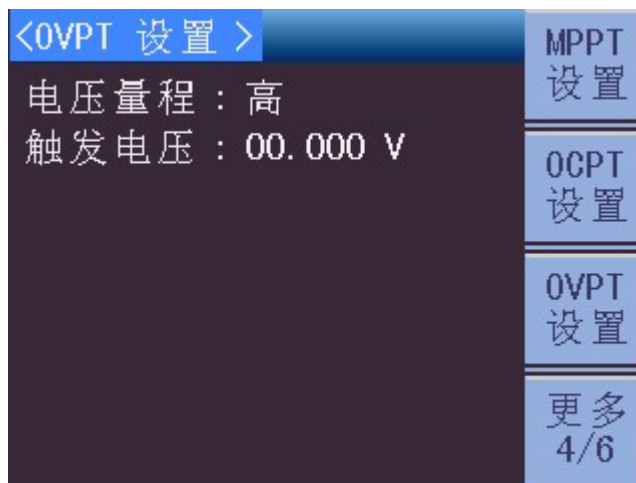 <OVPT 设置 >
电压量程：高
触发电压：00.000 V
MPPT
设置
OCPT
设置
OVPT
设置
更多
4/6